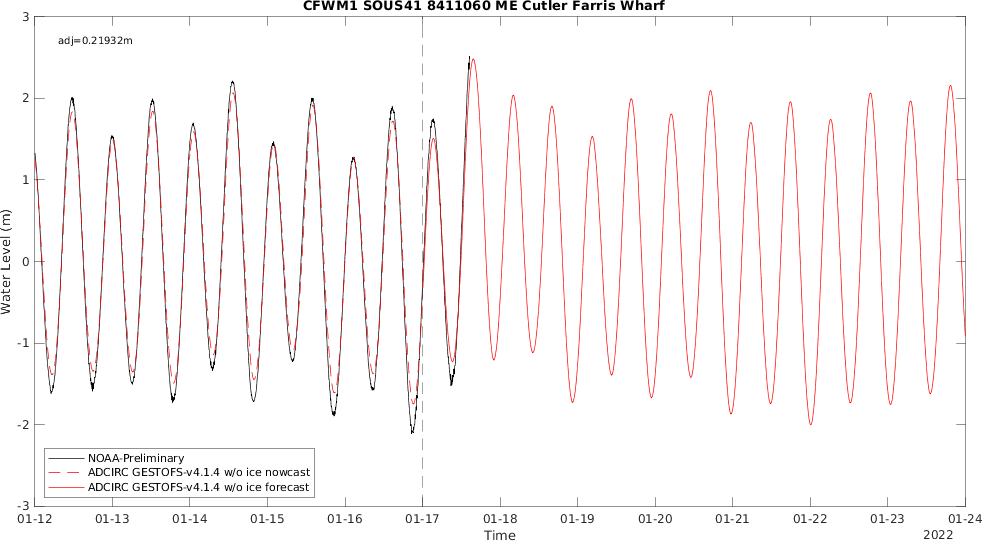 CFWM1 SOUS41 8411060 ME Cutler Farris Wharf
adj=0.21932m
3
2
1
0
-1
-2
-3
Water Level (m)
NOAA-Preliminary
ADCIRC GESTOFS-v4.1.4 w/o ice nowcast
ADCIRC GESTOFS-v4.1.4 w/o ice forecast
01-12 01-13 01-14 01-15 01-16 01-17 01-18 01-19 01-20 01-21 01-22 01-23 01-24
Time
2022